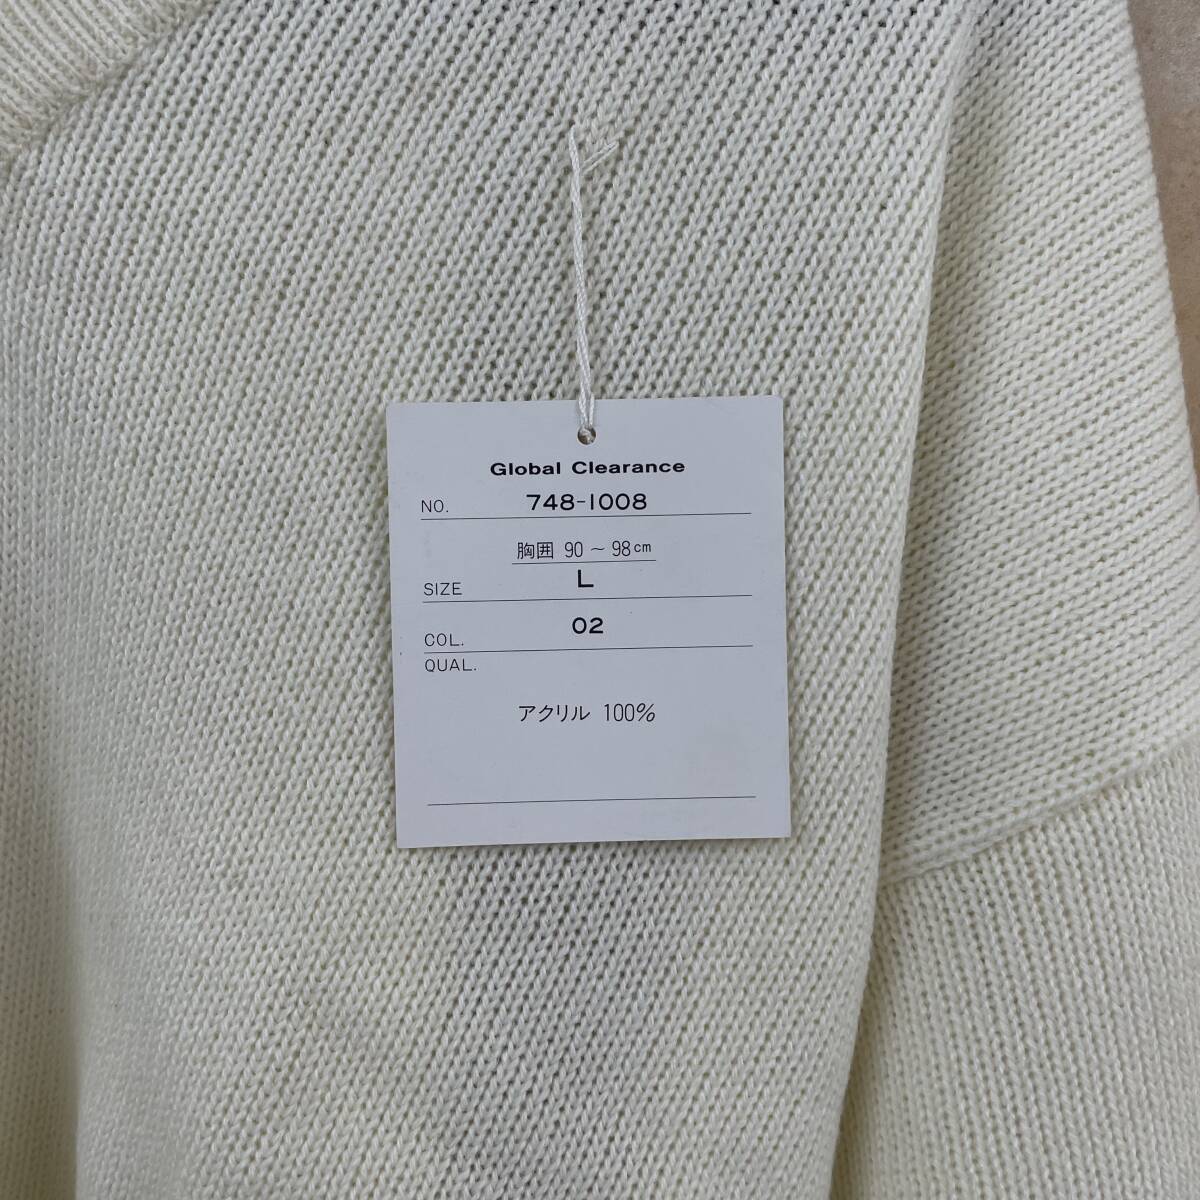 Global Clearance
NO. 748-1008
胸囲 90 ~ 98cm
SIZE L
COL. 02
QUAL.
アクリル 100%